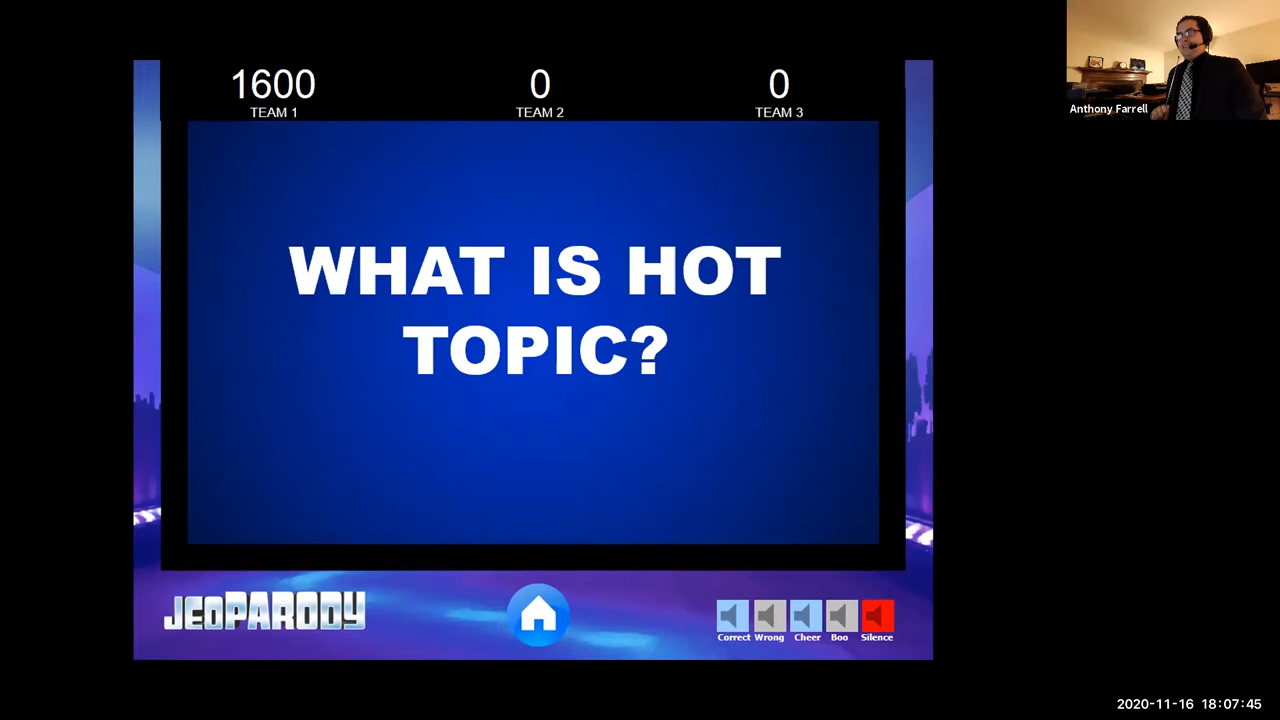 1600 0 0
TEAM 1 TEAM 2 TEAM 3
Anthony Farrell
WHAT IS HOT
TOPIC?
JEOPARODY
Correct Wrong Cheer Boo Silence
2020-11-16 18:07:45